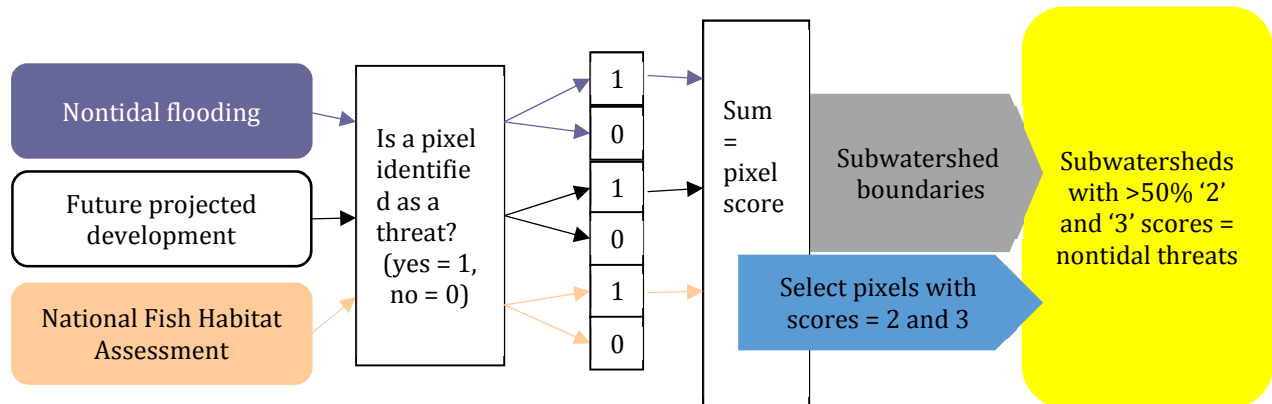 Nontidal flooding
Future projected
development
National Fish Habitat
Assessment
Is a pixel
identifie
d as a
threat?
(yes = 1,
no = 0)
1
0
1
0
1
0
Sum
=
pixel
score
Subwatershed
boundaries
Select pixels with
scores = 2 and 3
Subwatersheds
with >50% ‘2’
and ‘3’ scores =
nontidal threats